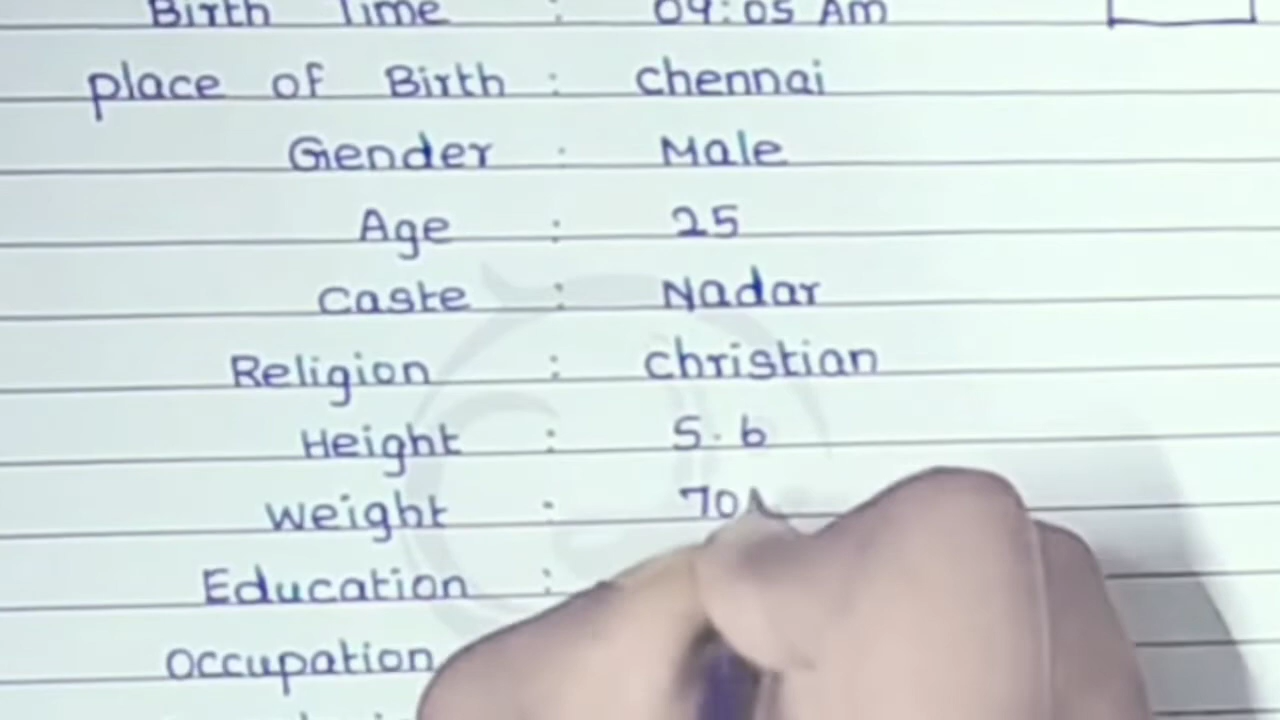 Birth Time : 09:05 Am
place of Birth : chennai
Gender : Male
Age : 25
caste : Nadar
Religion : christian
Height : 5.6
weight : 70
Education :
occupation